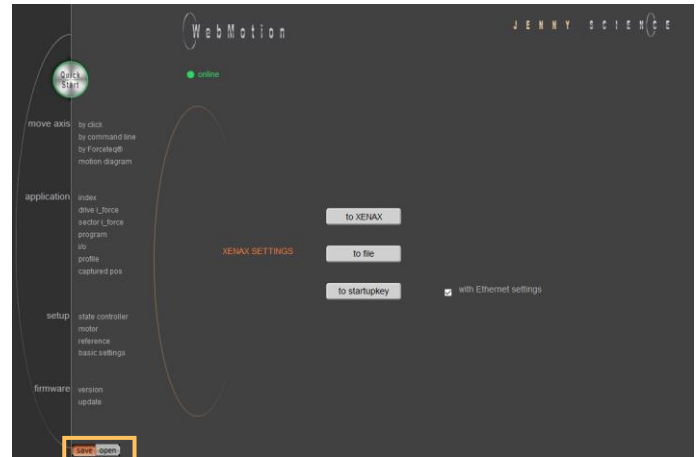 WebMotion
JENNY SCIENCE
Quick
Start
online
move axis
by click
by command line
by Forceteq®
motion diagram
application
index
drive i_force
sector i_force
program
i/o
profile
captured pos
setup
state controller
motor
reference
basic settings
firmware
version
update
save open
XENAX SETTINGS
to XENAX
to file
to startupkey
with Ethernet settings